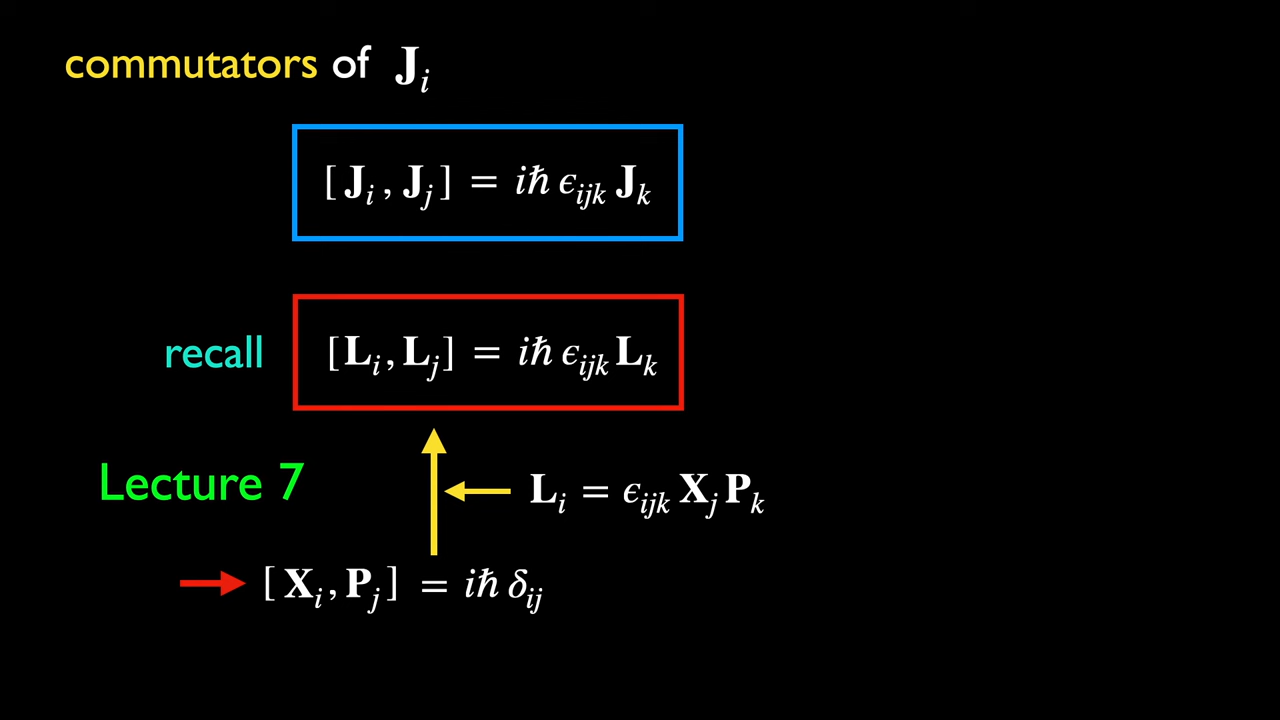 commutators of J_i
[ J_i , J_j ] = iħ ϵ_ijk J_k
recall [ L_i , L_j ] = iħ ϵ_ijk L_k
Lecture 7
L_i = ϵ_ijk X_j P_k
[ X_i , P_j ] = iħ δ_ij